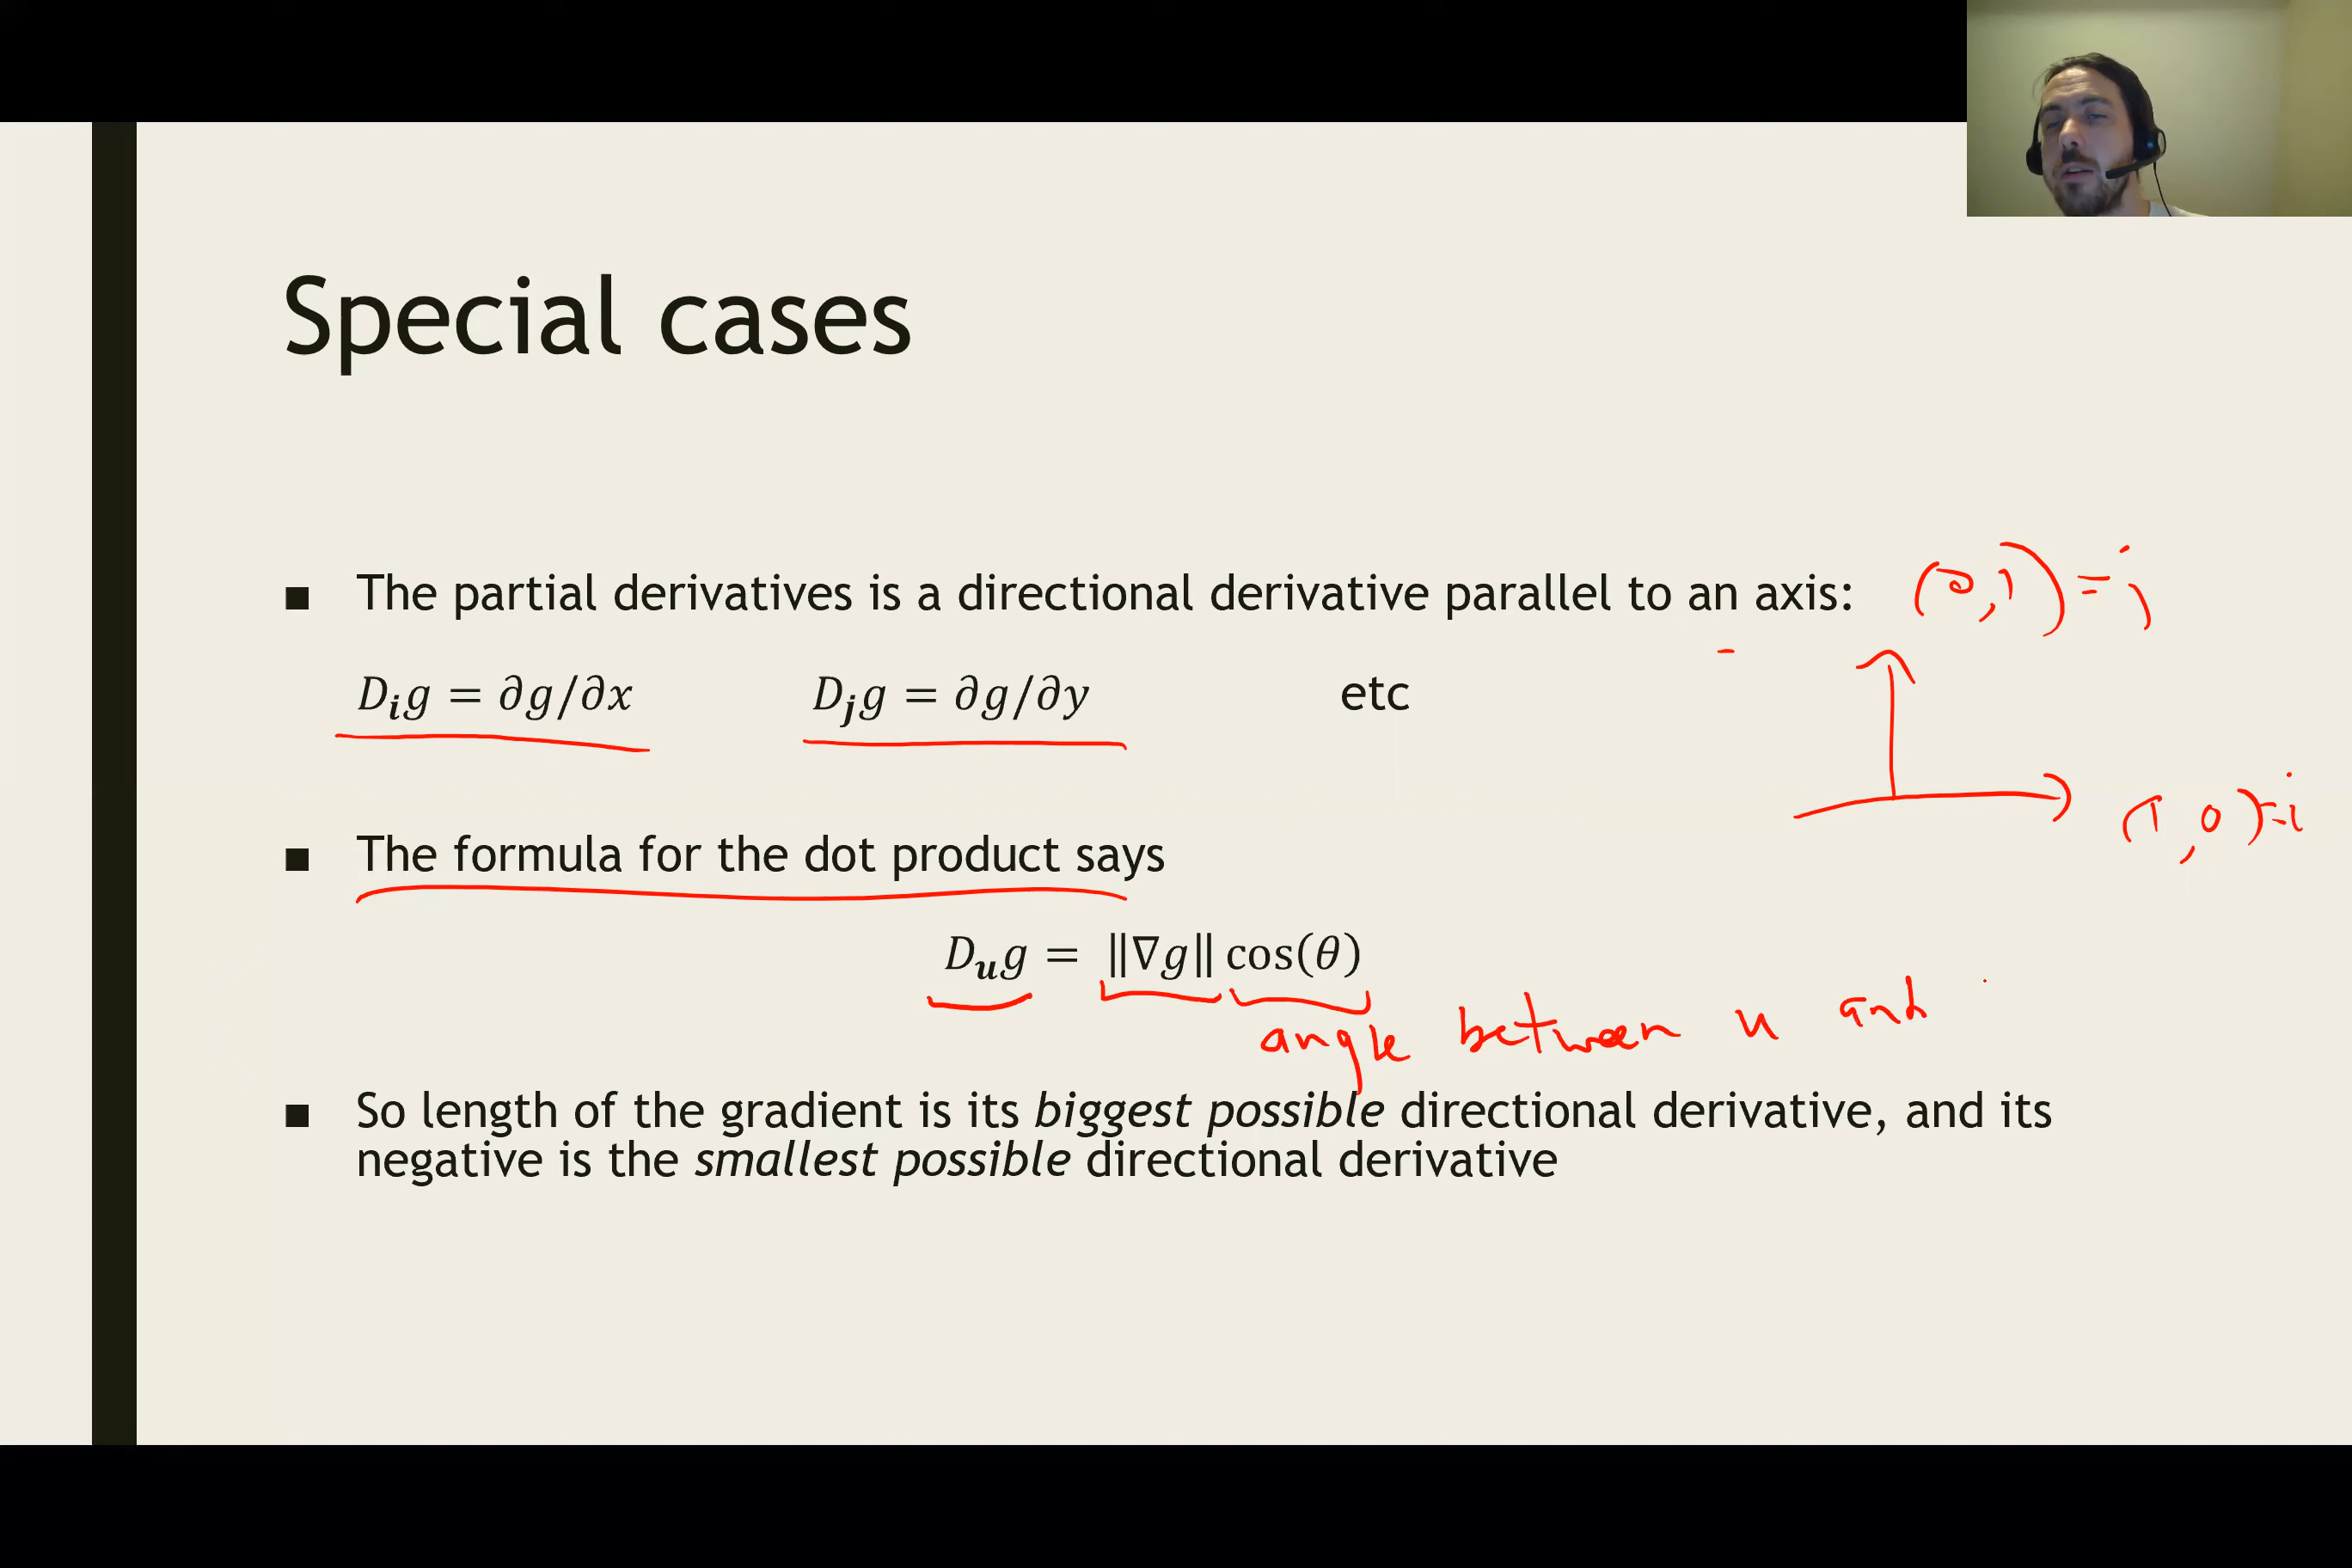 Special cases
■ The partial derivatives is a directional derivative parallel to an axis:
(0,1)=j
D_i g = ∂g/∂x D_j g = ∂g/∂y etc
(1,0)=i
■ The formula for the dot product says
D_u g = ‖∇g‖ cos(θ)
angle between u and
■ So length of the gradient is its biggest possible directional derivative, and its
negative is the smallest possible directional derivative